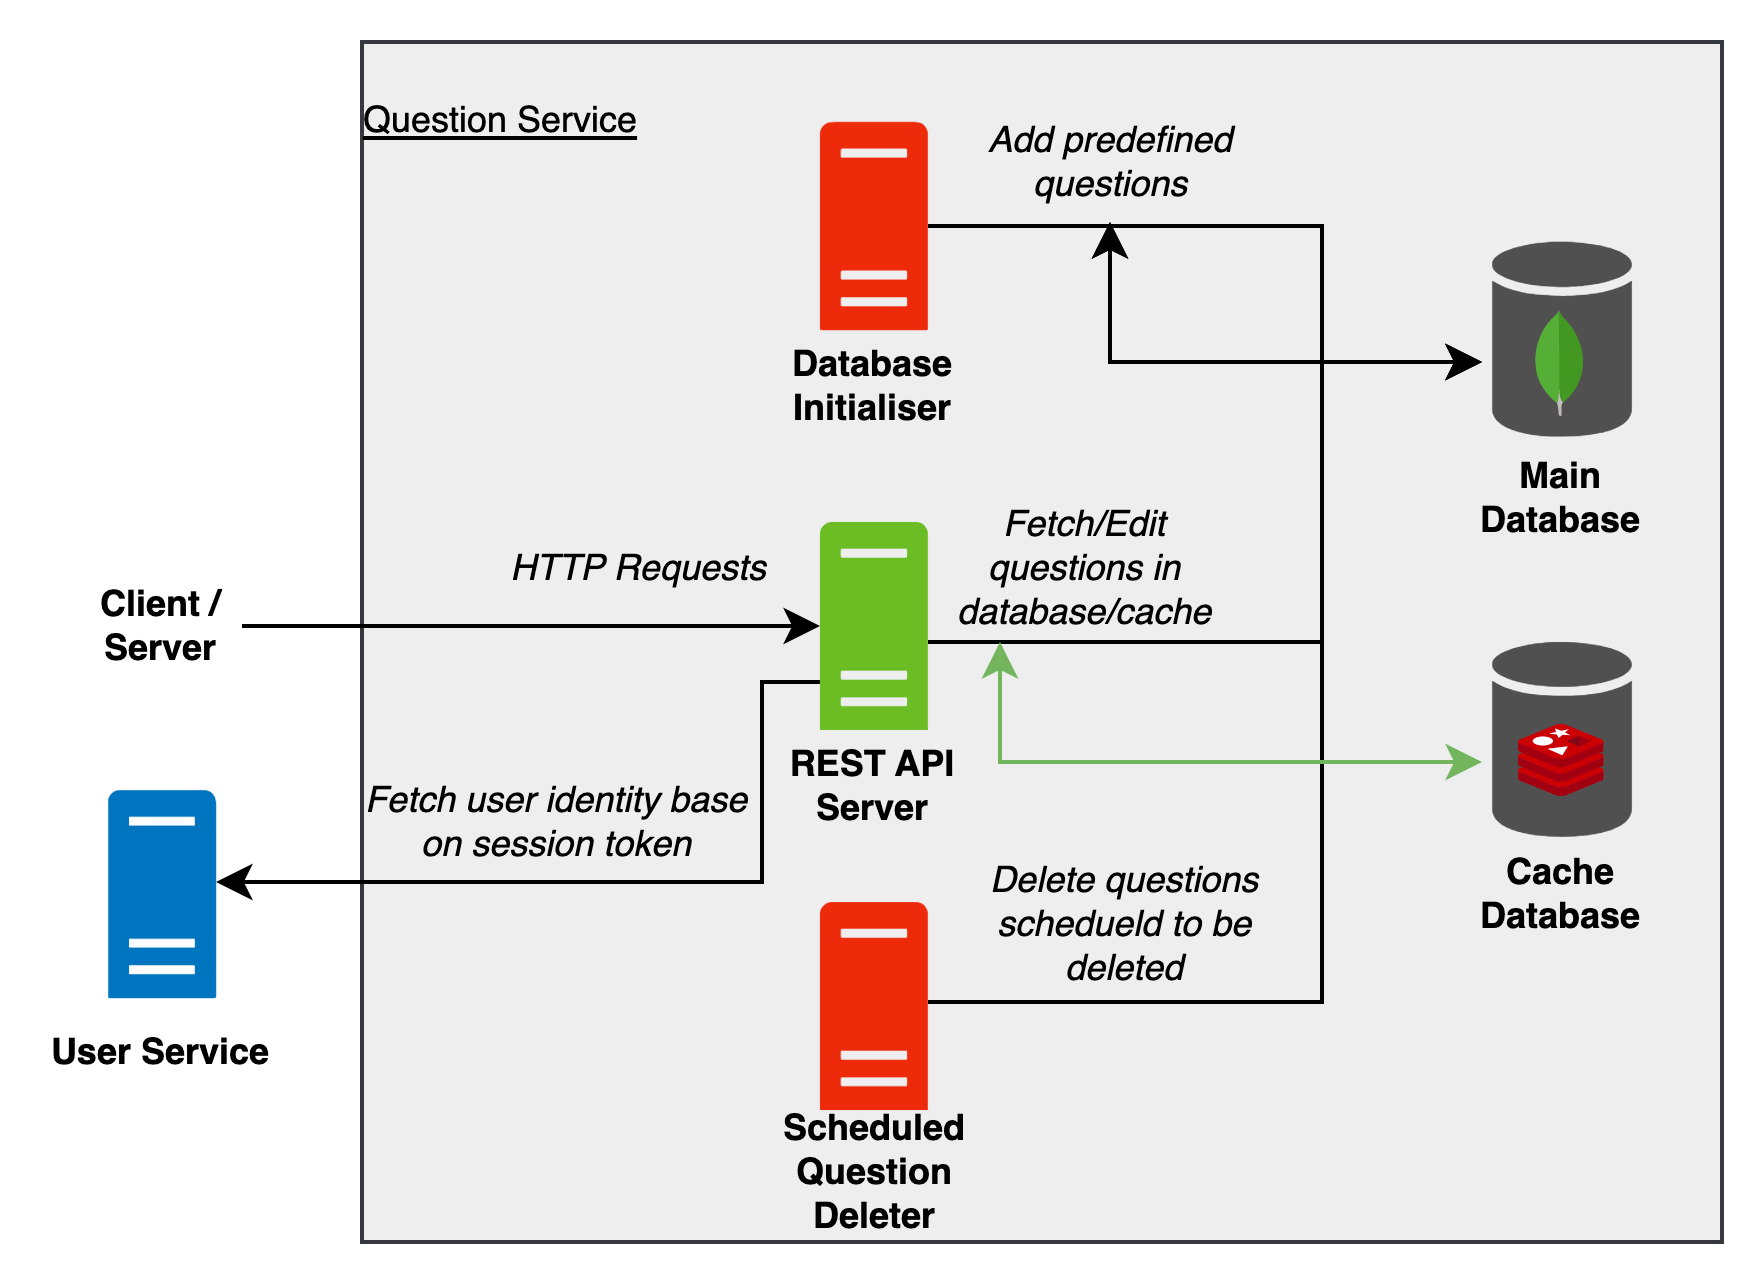 Question Service
Add predefined
questions
Database
Initialiser
Main
Database
Fetch/Edit
questions in
database/cache
HTTP Requests
Client /
Server
REST API
Server
Fetch user identity base
on session token
Cache
Database
Delete questions
schedueld to be
deleted
User Service
Scheduled
Question
Deleter